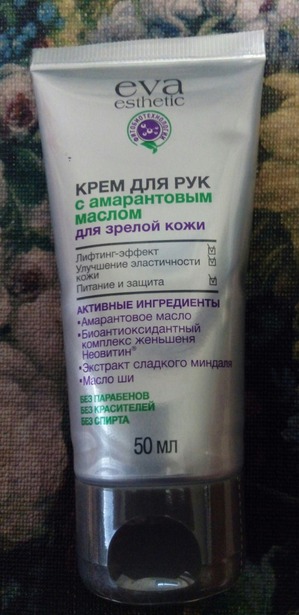 eva
esthetic
ФИТОБИОТЕХНОЛОГИИ
КРЕМ ДЛЯ РУК
с амарантовым
маслом
для зрелой кожи
Лифтинг-эффект
Улучшение эластичности
кожи
Питание и защита
АКТИВНЫЕ ИНГРЕДИЕНТЫ
•Амарантовое масло
•Биоантиоксидантный
комплекс женьшеня
Неовитин®
•Экстракт сладкого миндаля
•Масло ши
БЕЗ ПАРАБЕНОВ
БЕЗ КРАСИТЕЛЕЙ
БЕЗ СПИРТА
50 мл